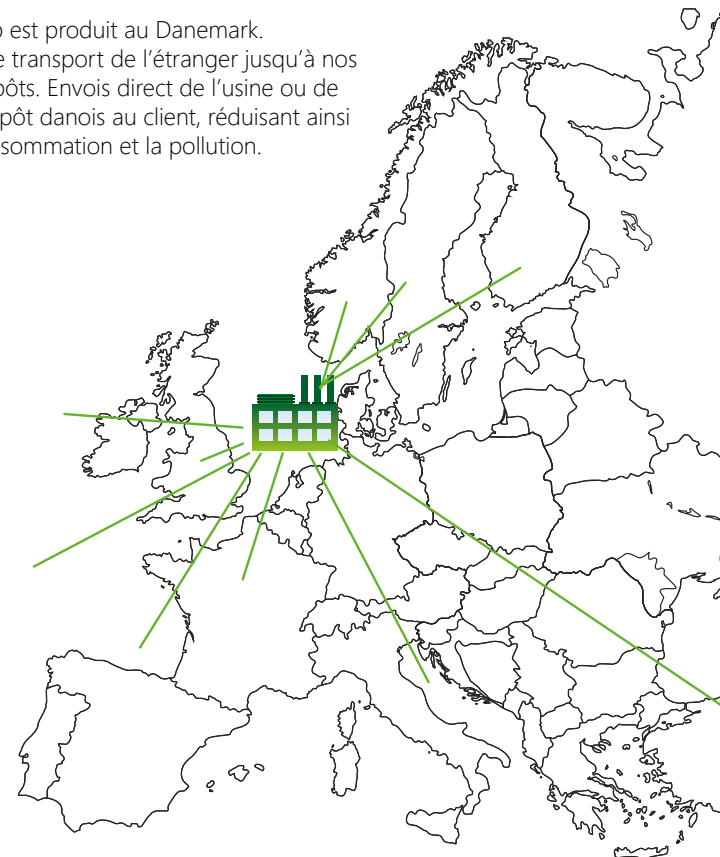 est produit au Danemark.
transport de l’étranger jusqu’à nos
pôts. Envois direct de l’usine ou de
pôt danois au client, réduisant ainsi
sommation et la pollution.